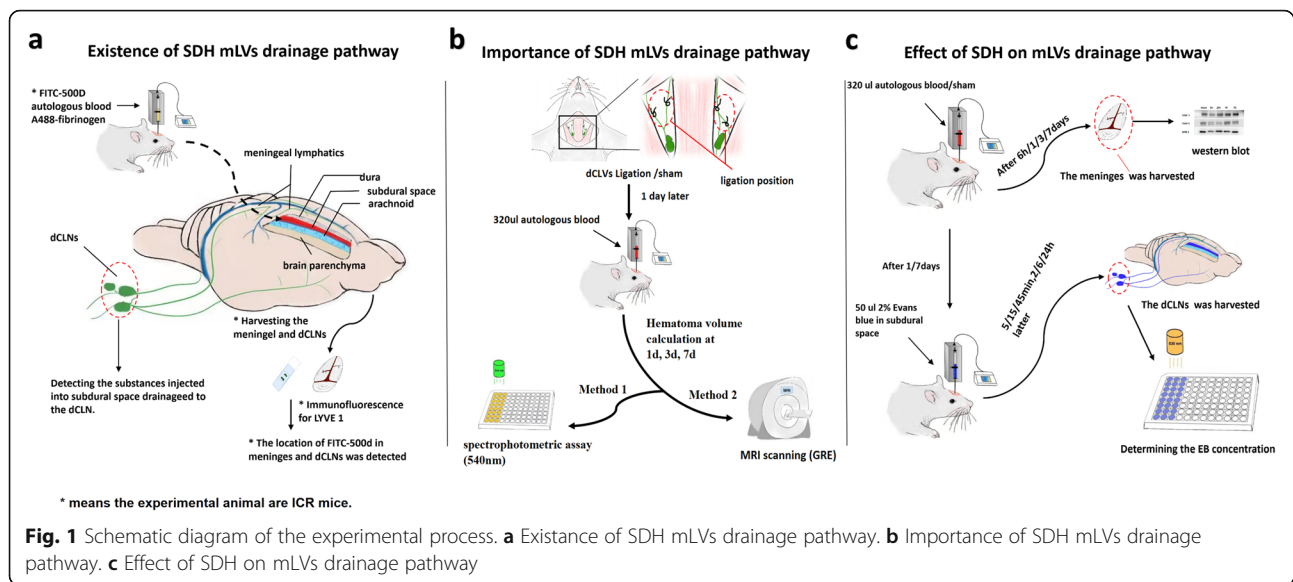 a
Existence of SDH mLVs drainage pathway
* FITC-500D
autologous blood
A488-fibrinogen
meningeal lymphatics
dura
subdural space
arachnoid
brain parenchyma
dCLNs
* Harvesting the
meningel and dCLNs
Detecting the substances injected
into subdural space drainageed to
the dCLN.
* Immunofluorescence
for LYVE 1
* The location of FITC-500d in
meninges and dCLNs was detected
* means the experimental animal are ICR mice.
b
Importance of SDH mLVs drainage pathway
dCLVs Ligation /sham
ligation position
1 day later
320ul autologous blood
Hematoma volume
calculation at
1d, 3d, 7d
Method 1
Method 2
spectrophotometric assay
(540nm)
MRI scanning (GRE)
c
Effect of SDH on mLVs drainage pathway
320 ul autologous blood/sham
After 6h/1/3/7days
The meninges was harvested
western blot
After 1/7days
50 ul 2% Evans
blue in subdural
space
5/15/45min,2/6/24h
latter
The dCLNs was harvested
Determining the EB concentration
Fig. 1 Schematic diagram of the experimental process. a Existance of SDH mLVs drainage pathway. b Importance of SDH mLVs drainage
pathway. c Effect of SDH on mLVs drainage pathway